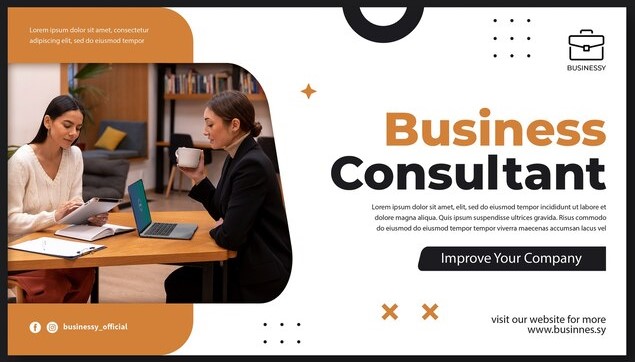 Lorem ipsum dolor sit amet, consectetur
adipiscing elit, sed do eiusmod tempor
BUSINESSY
Business
Consultant
Lorem ipsum dolor sit amet, elit, sed do eiusmod tempor incididunt ut labore et
dolore magna aliqua. Quis ipsum suspendisse ultrices gravida. Risus commodo
do eiusmod tempor viverra maecenas accumsan lacus vel
Improve Your Company
businessy_official
visit our website for more
www.businnes.sy